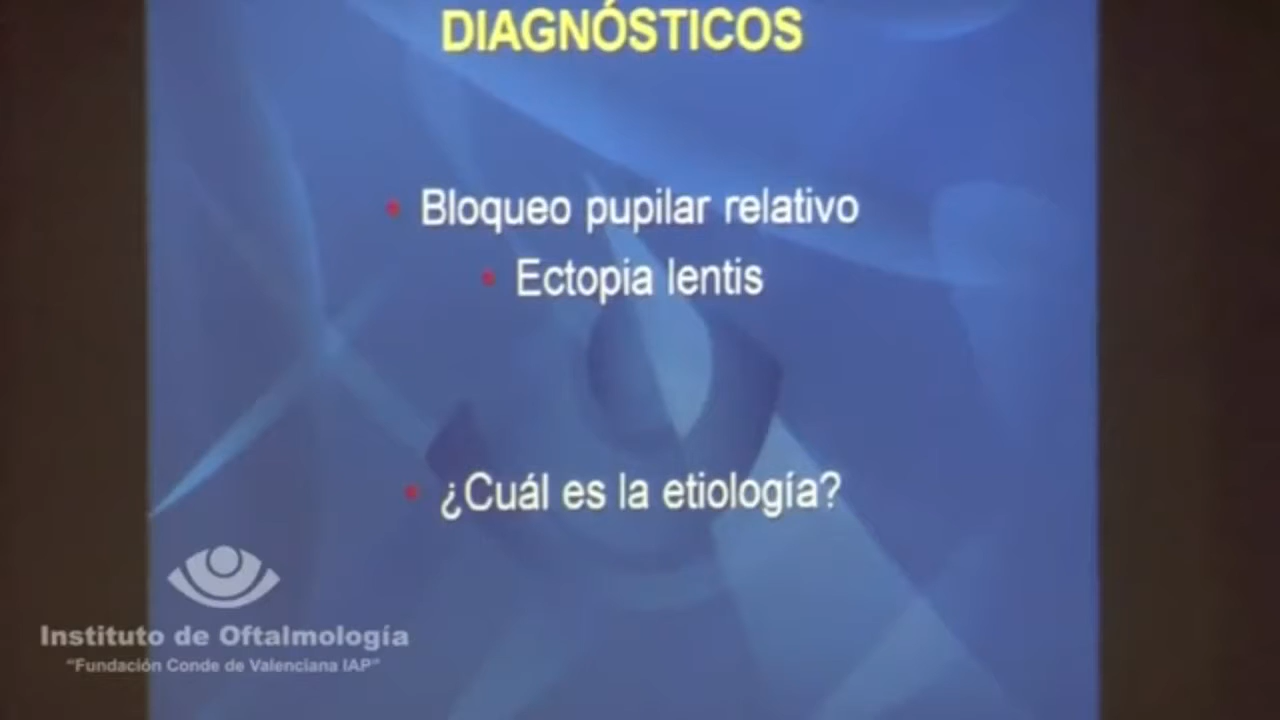 DIAGNÓSTICOS
Bloqueo pupilar relativo
Ectopia lentis
¿Cuál es la etiología?
Instituto de Oftalmología
"Fundación Conde de Valenciana IAP"